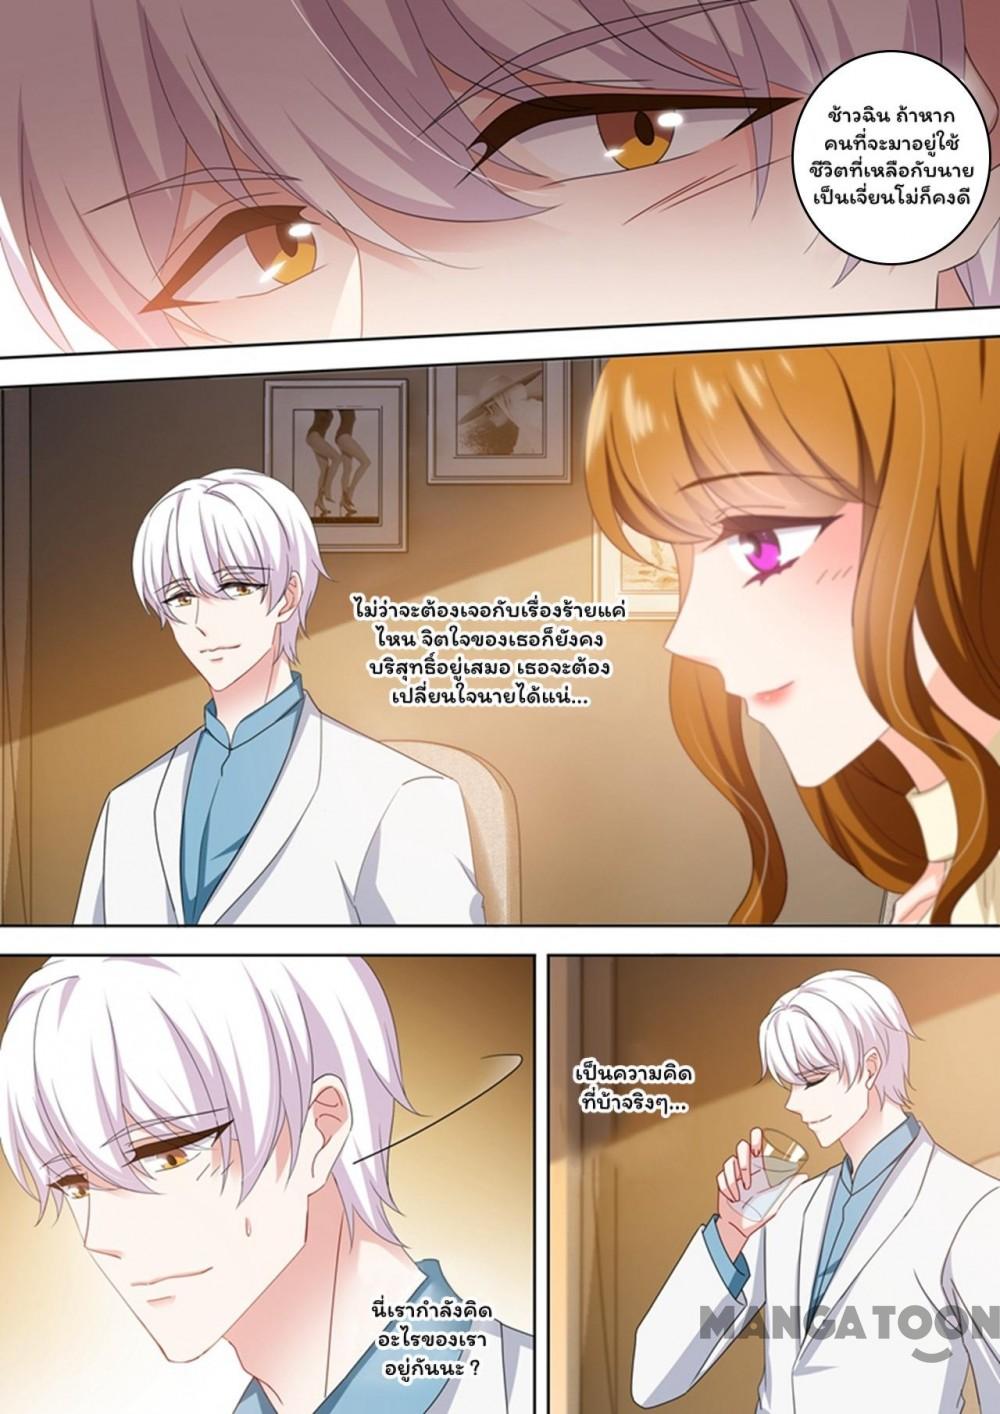 ช้าวฉิน ถ้าหาก
คนที่จะมาอยู่ใช้
ชีวิตที่เหลือกับนาย
เป็นเจี่ยนโม่ก็คงดี
ไม่ว่าจะต้องเจอกับเรื่องร้ายแค่
ไหน จิตใจของเธอก็ยังคง
บริสุทธิ์อยู่เสมอ เธอจะต้อง
เปลี่ยนใจนายได้แน่...
เป็นความคิด
ที่บ้าจริงๆ...
นี่เรากำลังคิด
อะไรของเรา
อยู่กันนะ ?
MANGATOON